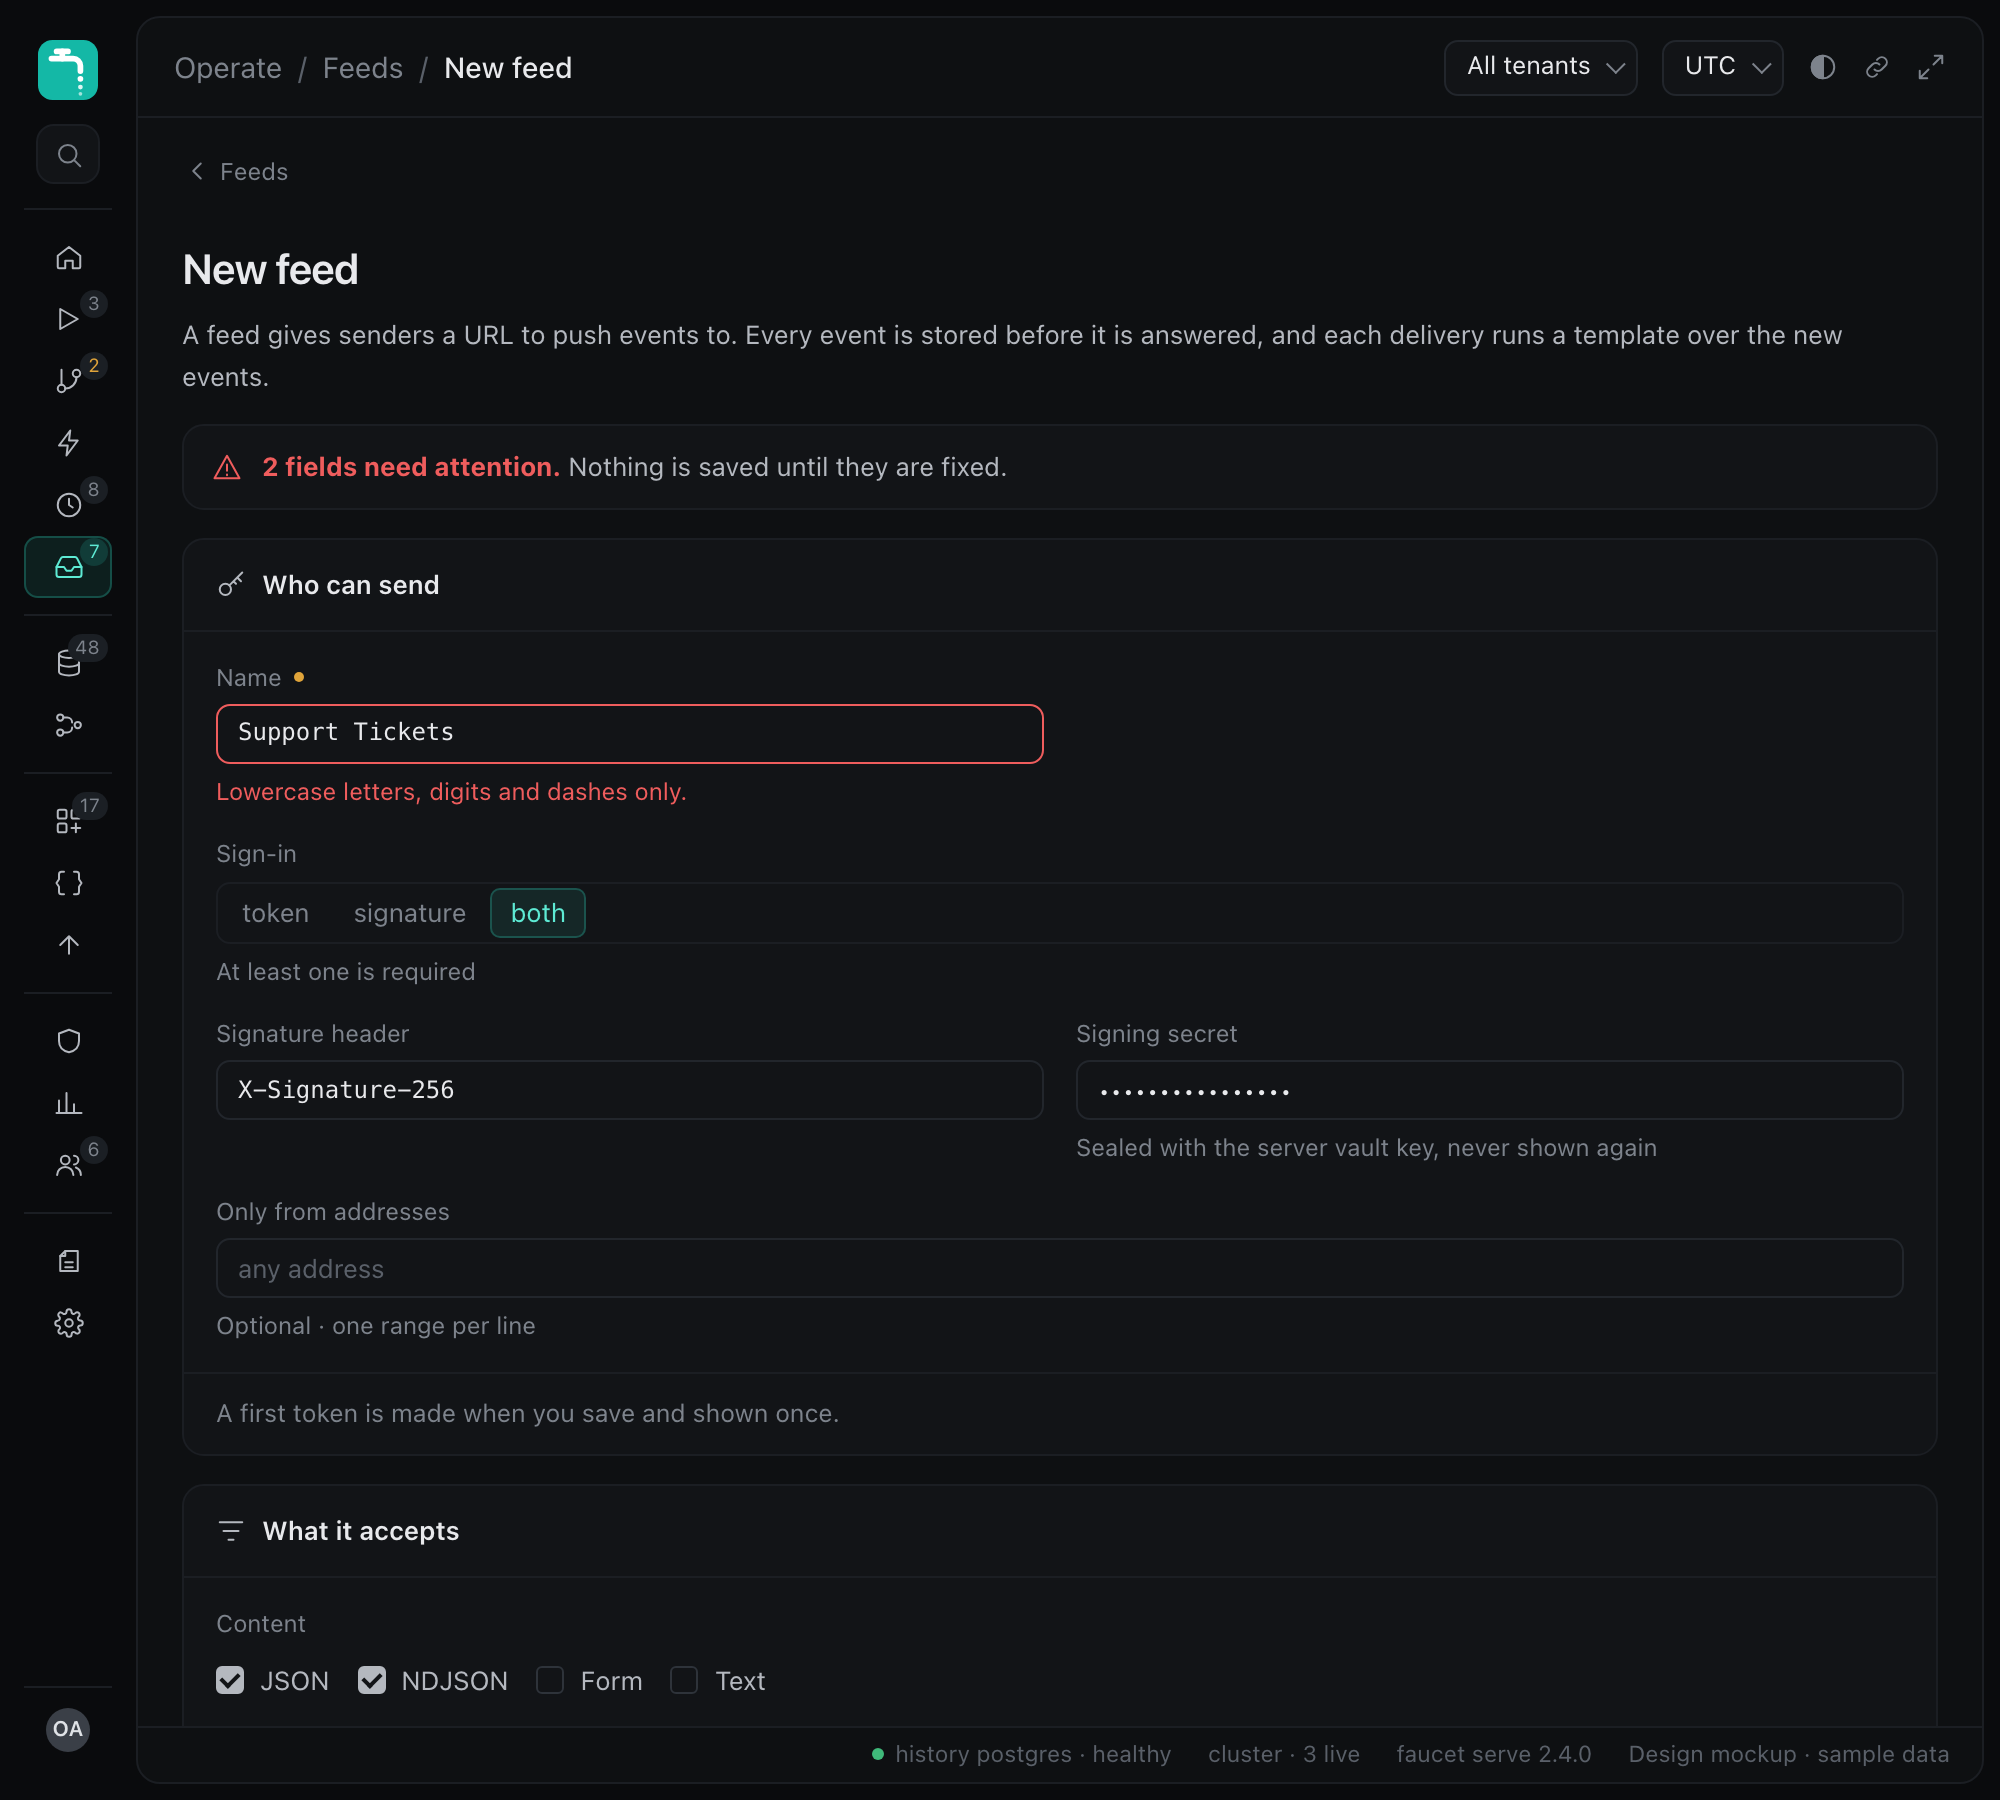 Operate / Feeds / New feed
All tenants
UTC
Feeds
New feed
A feed gives senders a URL to push events to. Every event is stored before it is answered, and each delivery runs a template over the new
events.
2 fields need attention. Nothing is saved until they are fixed.
Who can send
Name
Support Tickets
Lowercase letters, digits and dashes only.
Sign-in
token signature both
At least one is required
Signature header
X-Signature-256
Signing secret
••••••••••••••••
Sealed with the server vault key, never shown again
Only from addresses
any address
Optional · one range per line
A first token is made when you save and shown once.
What it accepts
Content
JSON NDJSON Form Text
3
2
8
7
48
17
6
OA
history postgres · healthy cluster · 3 live faucet serve 2.4.0 Design mockup · sample data